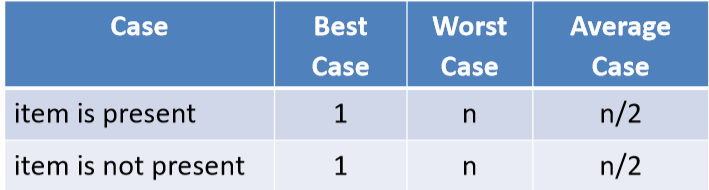 Case Best Case Worst Case Average Case
item is present 1 n n/2
item is not present 1 n n/2